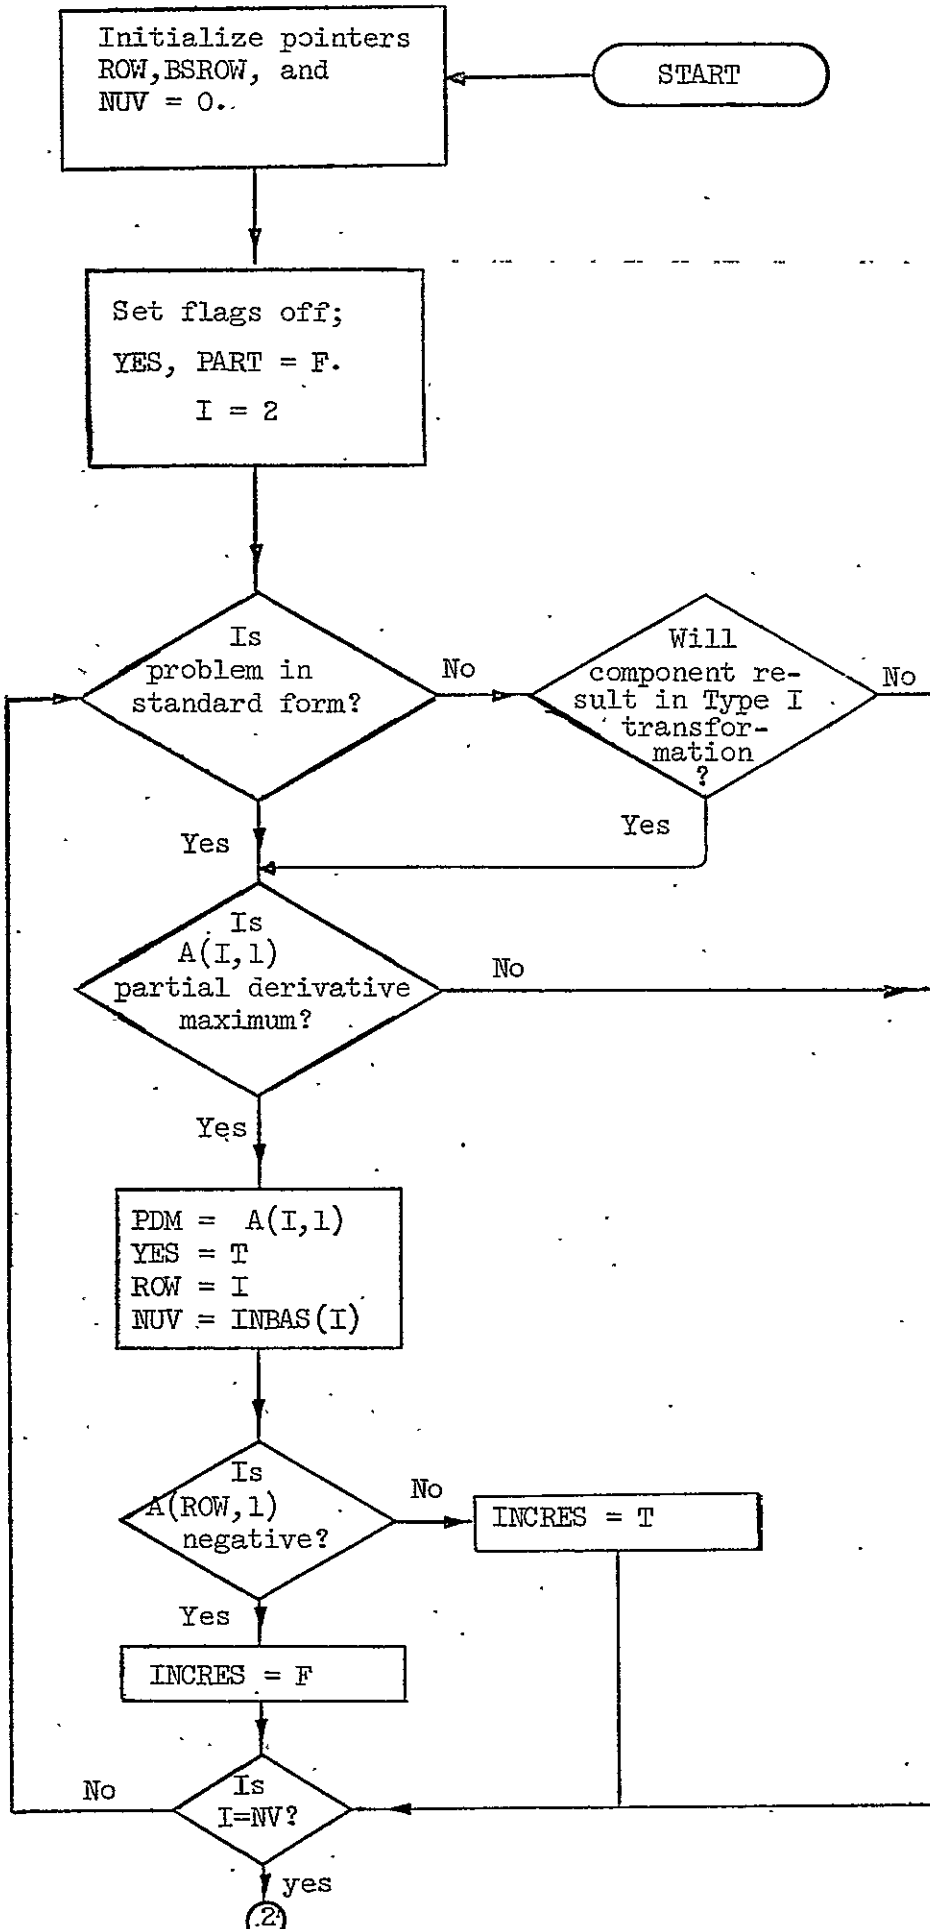 START
Initialize pointers
ROW,BSROW, and
NUV = 0.
Set flags off;
YES, PART = F.
I = 2
Is
problem in
standard form?
No
Will
component re-
sult in Type I
transfor-
mation
?
No
Yes
Yes
Is
A(I,1)
partial derivative
maximum?
No
Yes
PDM = A(I,1)
YES = T
ROW = I
NUV = INBAS(I)
Is
A(ROW,1)
negative?
No
INCRES = T
Yes
INCRES = F
Is
I=NV?
No
yes
2